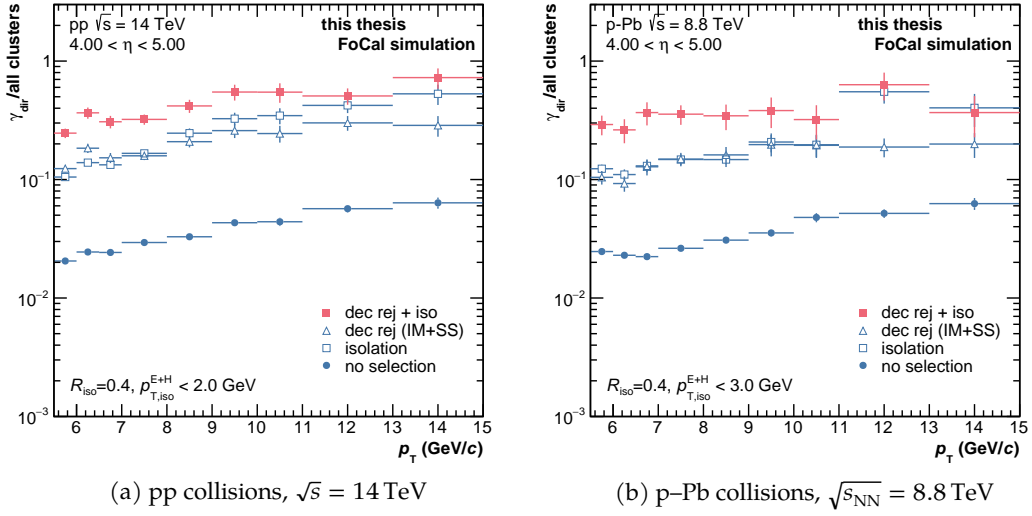 pp √s = 14 TeV
this thesis
4.00 < η < 5.00
FoCal simulation
γdir/all clusters
1
10⁻¹
10⁻²
10⁻³
dec rej + iso
dec rej (IM+SS)
isolation
no selection
Riso=0.4, pT,iso^E+H < 2.0 GeV
6 7 8 9 10 11 12 13 14 15
pT (GeV/c)
(a) pp collisions, √s = 14 TeV
p-Pb √s = 8.8 TeV
this thesis
4.00 < η < 5.00
FoCal simulation
γdir/all clusters
1
10⁻¹
10⁻²
10⁻³
dec rej + iso
dec rej (IM+SS)
isolation
no selection
Riso=0.4, pT,iso^E+H < 3.0 GeV
6 7 8 9 10 11 12 13 14 15
pT (GeV/c)
(b) p–Pb collisions, √sNN = 8.8 TeV